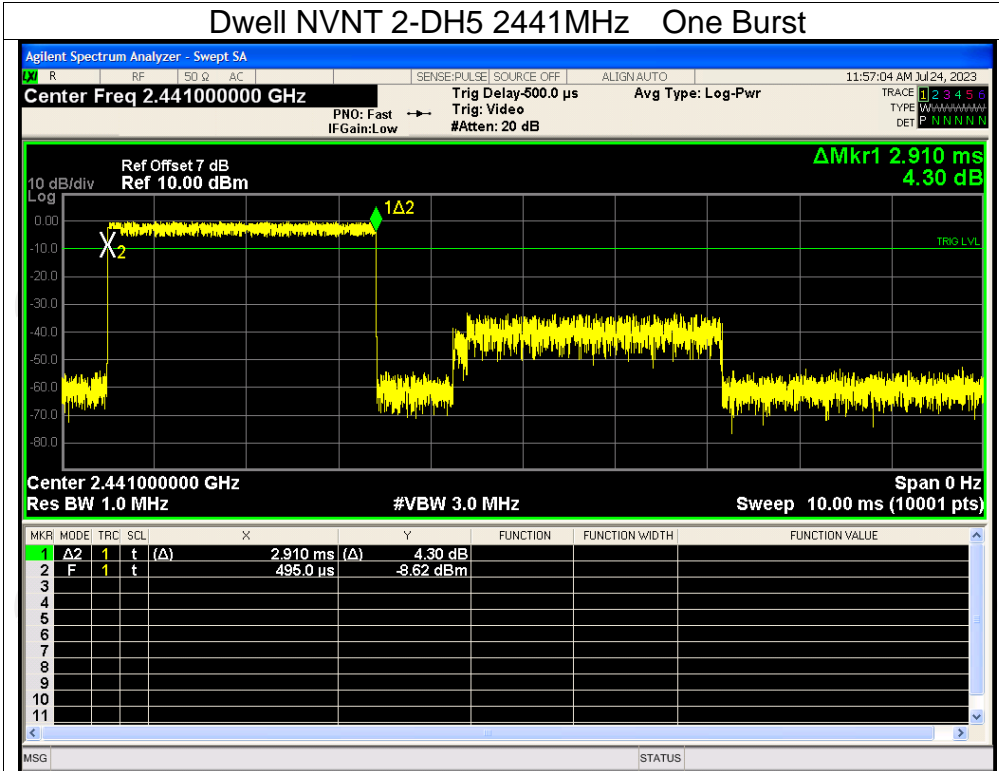 Dwell NVNT 2-DH5 2441MHz One Burst
Agilent Spectrum Analyzer - Swept SA
LXI R RF 50 Ω AC SENSE:PULSE SOURCE OFF ALIGN AUTO 11:57:04 AM Jul 24, 2023
Center Freq 2.441000000 GHz Trig Delay-500.0 µs Avg Type: Log-Pwr TRACE 1 2 3 4 5 6
PNO: Fast Trig: Video TYPE WWWWWW
IFGain:Low #Atten: 20 dB DET P N N N N N
ΔMkr1 2.910 ms
4.30 dB
Ref Offset 7 dB
10 dB/div Ref 10.00 dBm
Log
1Δ2
0.00
X2
TRIG LVL
-10.0
-20.0
-30.0
-40.0
-50.0
-60.0
-70.0
-80.0
Center 2.441000000 GHz Span 0 Hz
Res BW 1.0 MHz #VBW 3.0 MHz Sweep 10.00 ms (10001 pts)
MKR MODE TRC SCL X Y FUNCTION FUNCTION WIDTH FUNCTION VALUE
1 Δ2 1 t (Δ) 2.910 ms (Δ) 4.30 dB
2 F 1 t 495.0 µs -8.62 dBm
3
4
5
6
7
8
9
10
11
MSG STATUS